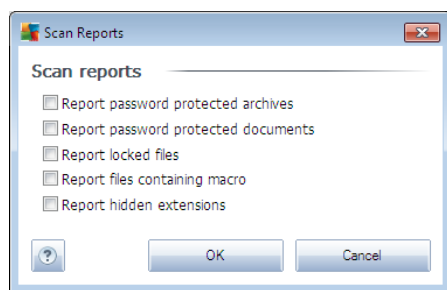 Scan Reports
Scan reports
Report password protected archives
Report password protected documents
Report locked files
Report files containing macro
Report hidden extensions
?
OK
Cancel